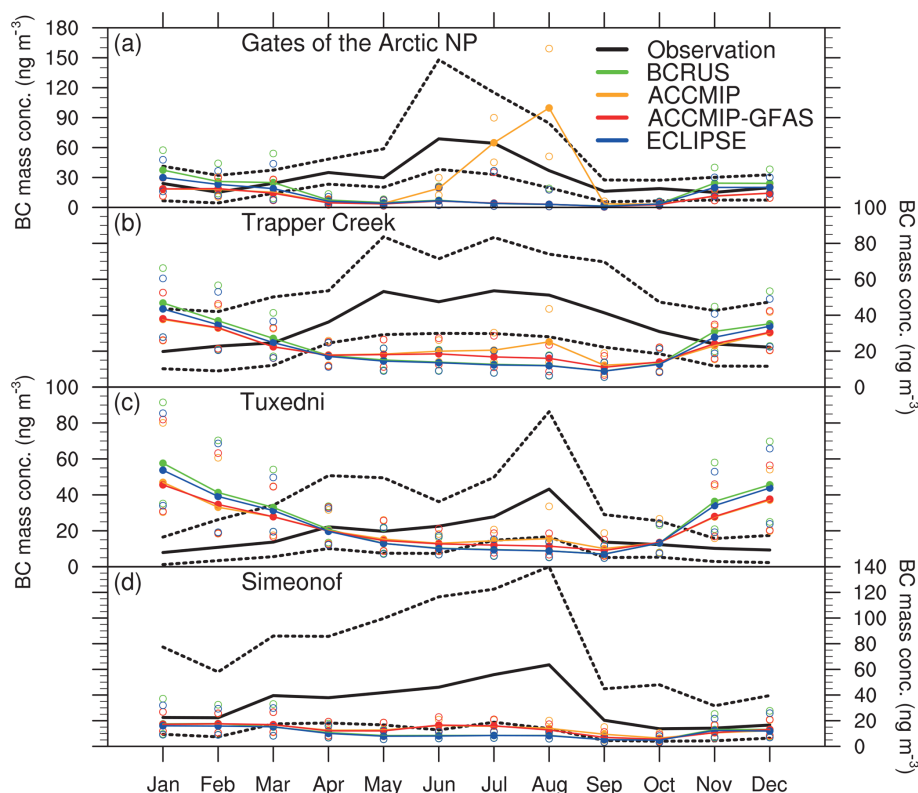 (a) Gates of the Arctic NP
Observation
BCRUS
ACCMIP
ACCMIP-GFAS
ECLIPSE
BC mass conc. (ng m⁻³)
180
150
120
90
60
30
0
(b) Trapper Creek
BC mass conc. (ng m⁻³)
100
80
60
40
20
0
(c) Tuxedni
BC mass conc. (ng m⁻³)
100
80
60
40
20
0
(d) Simeonof
BC mass conc. (ng m⁻³)
140
120
100
80
60
40
20
0
Jan Feb Mar Apr May Jun Jul Aug Sep Oct Nov Dec